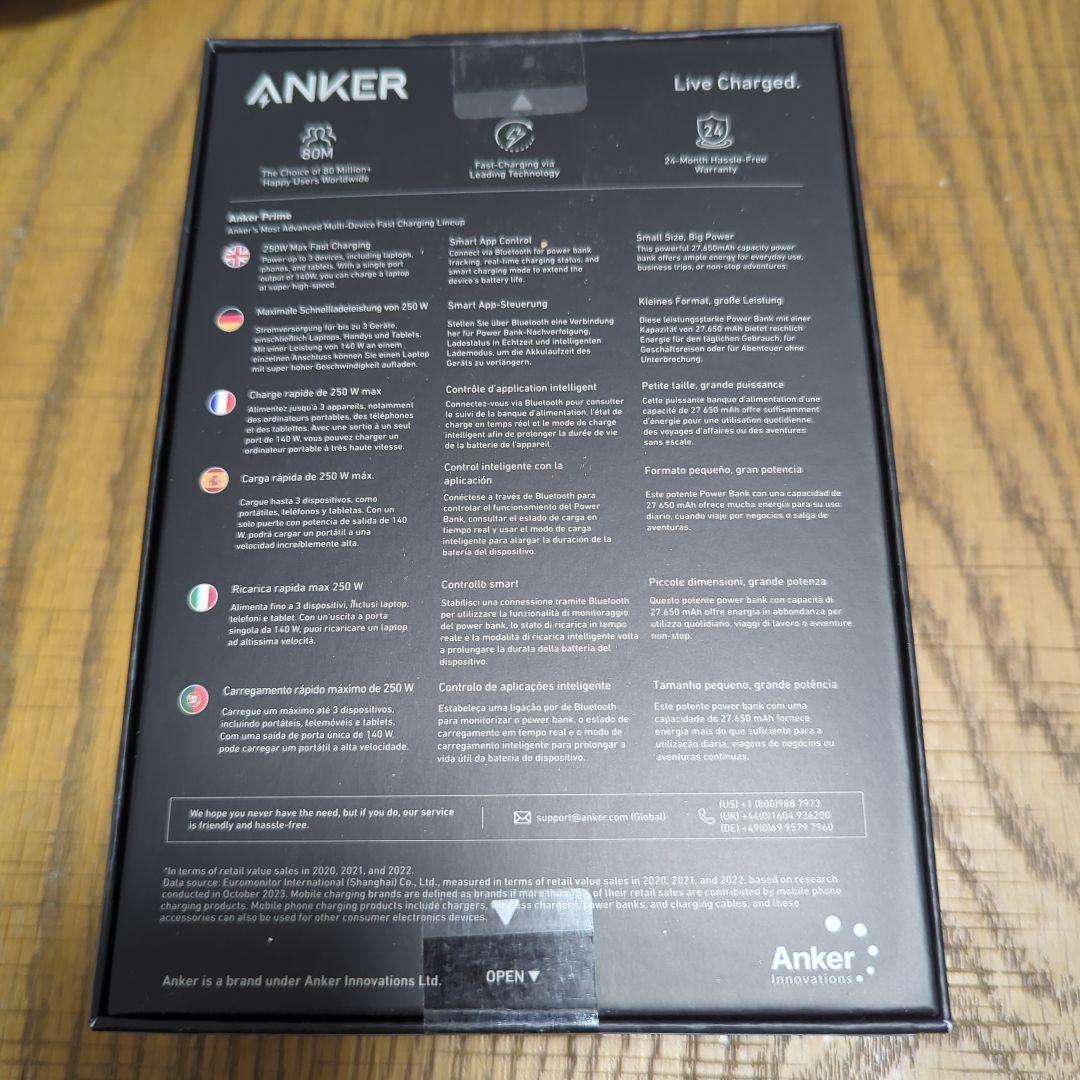 ANKER
Live Charged.
80M
The Choice of 80 Million+
Happy Users Worldwide
Fast-Charging via
Leading Technology
24
24-Month Hassle-Free
Warranty
Anker Prime
Anker's Most Advanced Multi-Device Fast Charging Lineup
250W Max Fast Charging
Power up to 3 devices, including laptops,
phones, and tablets. With a single port
output of 140W, you can charge a laptop
at super high-speed.
Smart App Control
Connect via Bluetooth for power bank
tracking, real-time charging status, and
smart charging mode to extend the
device's battery life.
Small Size, Big Power
This powerful 27,650mAh capacity power
bank offers ample energy for everyday use,
business trips, or non-stop adventures.
Maximale Schnellladeleistung von 250 W
Stromversorgung für bis zu 3 Geräte,
einschließlich Laptops, Handys und Tablets.
Mit einer Leistung von 140 W an einem
einzelnen Anschluss können Sie einen Laptop
mit super hoher Geschwindigkeit aufladen.
Smart App-Steuerung
Stellen Sie über Bluetooth eine Verbindung
her für Power Bank-Nachverfolgung,
Ladestatus in Echtzeit und intelligenten
Lademodus, um die Akkulaufzeit des
Geräts zu verlängern.
Kleines Format, große Leistung
Diese leistungsstarke Power Bank mit einer
Kapazität von 27.650 mAh bietet reichlich
Energie für den täglichen Gebrauch, für
Geschäftsreisen oder für Abenteuer ohne
Unterbrechung.
Charge rapide de 250 W max
Alimentez jusqu'à 3 appareils, notamment
des ordinateurs portables, des téléphones
et des tablettes. Avec une sortie à un seul
port de 140 W, vous pouvez charger un
ordinateur portable à très haute vitesse.
Contrôle d'application intelligent
Connectez-vous via Bluetooth pour consulter
le suivi de la banque d'alimentation, l'état de
charge en temps réel et le mode de charge
intelligent afin de prolonger la durée de vie
de la batterie de l'appareil.
Petite taille, grande puissance
Cette puissante banque d'alimentation d'une
capacité de 27 650 mAh offre suffisamment
d'énergie pour une utilisation quotidienne,
des voyages d'affaires ou des aventures
sans escale.
Carga rápida de 250 W máx.
Cargue hasta 3 dispositivos, como
portátiles, teléfonos y tabletas. Con un
solo puerto con potencia de salida de 140
W, podrá cargar un portátil a una
velocidad increíblemente alta.
Control inteligente con la
aplicación
Conéctese a través de Bluetooth para
controlar el funcionamiento del Power
Bank, consultar el estado de carga en
tiempo real y usar el modo de carga
inteligente para alargar la duración de la
batería del dispositivo.
Formato pequeño, gran potencia
Este potente Power Bank con una capacidad de
27 650 mAh ofrece mucha energía para su uso
diario, cuando viaje por negocios o salga de
aventuras.
Ricarica rapida max 250 W
Alimenta fino a 3 dispositivi, inclusi laptop,
telefoni e tablet. Con un'uscita a porta
singola da 140 W, puoi ricaricare un laptop
ad altissima velocità.
Controllo smart
Stabilisci una connessione tramite Bluetooth
per utilizzare la funzionalità di monitoraggio
del power bank, lo stato di ricarica in tempo
reale e la modalità di ricarica intelligente volta
a prolungare la durata della batteria del
dispositivo.
Piccole dimensioni, grande potenza
Questo potente power bank con capacità di
27.650 mAh offre energia in abbondanza per
utilizzo quotidiano, viaggi di lavoro o avventure
non-stop.
Carregamento rápido máximo de 250 W
Carregue um máximo até 3 dispositivos,
incluindo portáteis, telemóveis e tablets.
Com uma saída de porta única de 140 W,
pode carregar um portátil a alta velocidade.
Controlo de aplicações inteligente
Estabeleça uma ligação por de Bluetooth
para monitorizar o power bank, o estado de
carregamento em tempo real e o modo de
carregamento inteligente para prolongar a
vida útil da bateria do dispositivo.
Tamanho pequeno, grande potência
Este potente power bank com uma
capacidade de 27.650 mAh fornece
energia mais do que suficiente para a
utilização diária, viagens de negócios ou
aventuras contínuas.
We hope you never have the need, but if you do, our service
is friendly and hassle-free.
support@anker.com (Global)
(US) +1 (800)988 7973
(UK) +44(0)1604 936200
(DE) +49(0)69 9579 7960
*In terms of retail value sales in 2020, 2021, and 2022.
Data source: Euromonitor International (Shanghai) Co., Ltd., measured in terms of retail value sales in 2020, 2021, and 2022, based on research
conducted in October 2023. Mobile charging brands are defined as brands if more than 75% of their retail sales are contributed by mobile phone
charging products. Mobile phone charging products include chargers, wireless chargers, power banks, and charging cables, and these
accessories can also be used for other consumer electronics devices.
Anker is a brand under Anker Innovations Ltd.
OPEN
Anker
Innovations